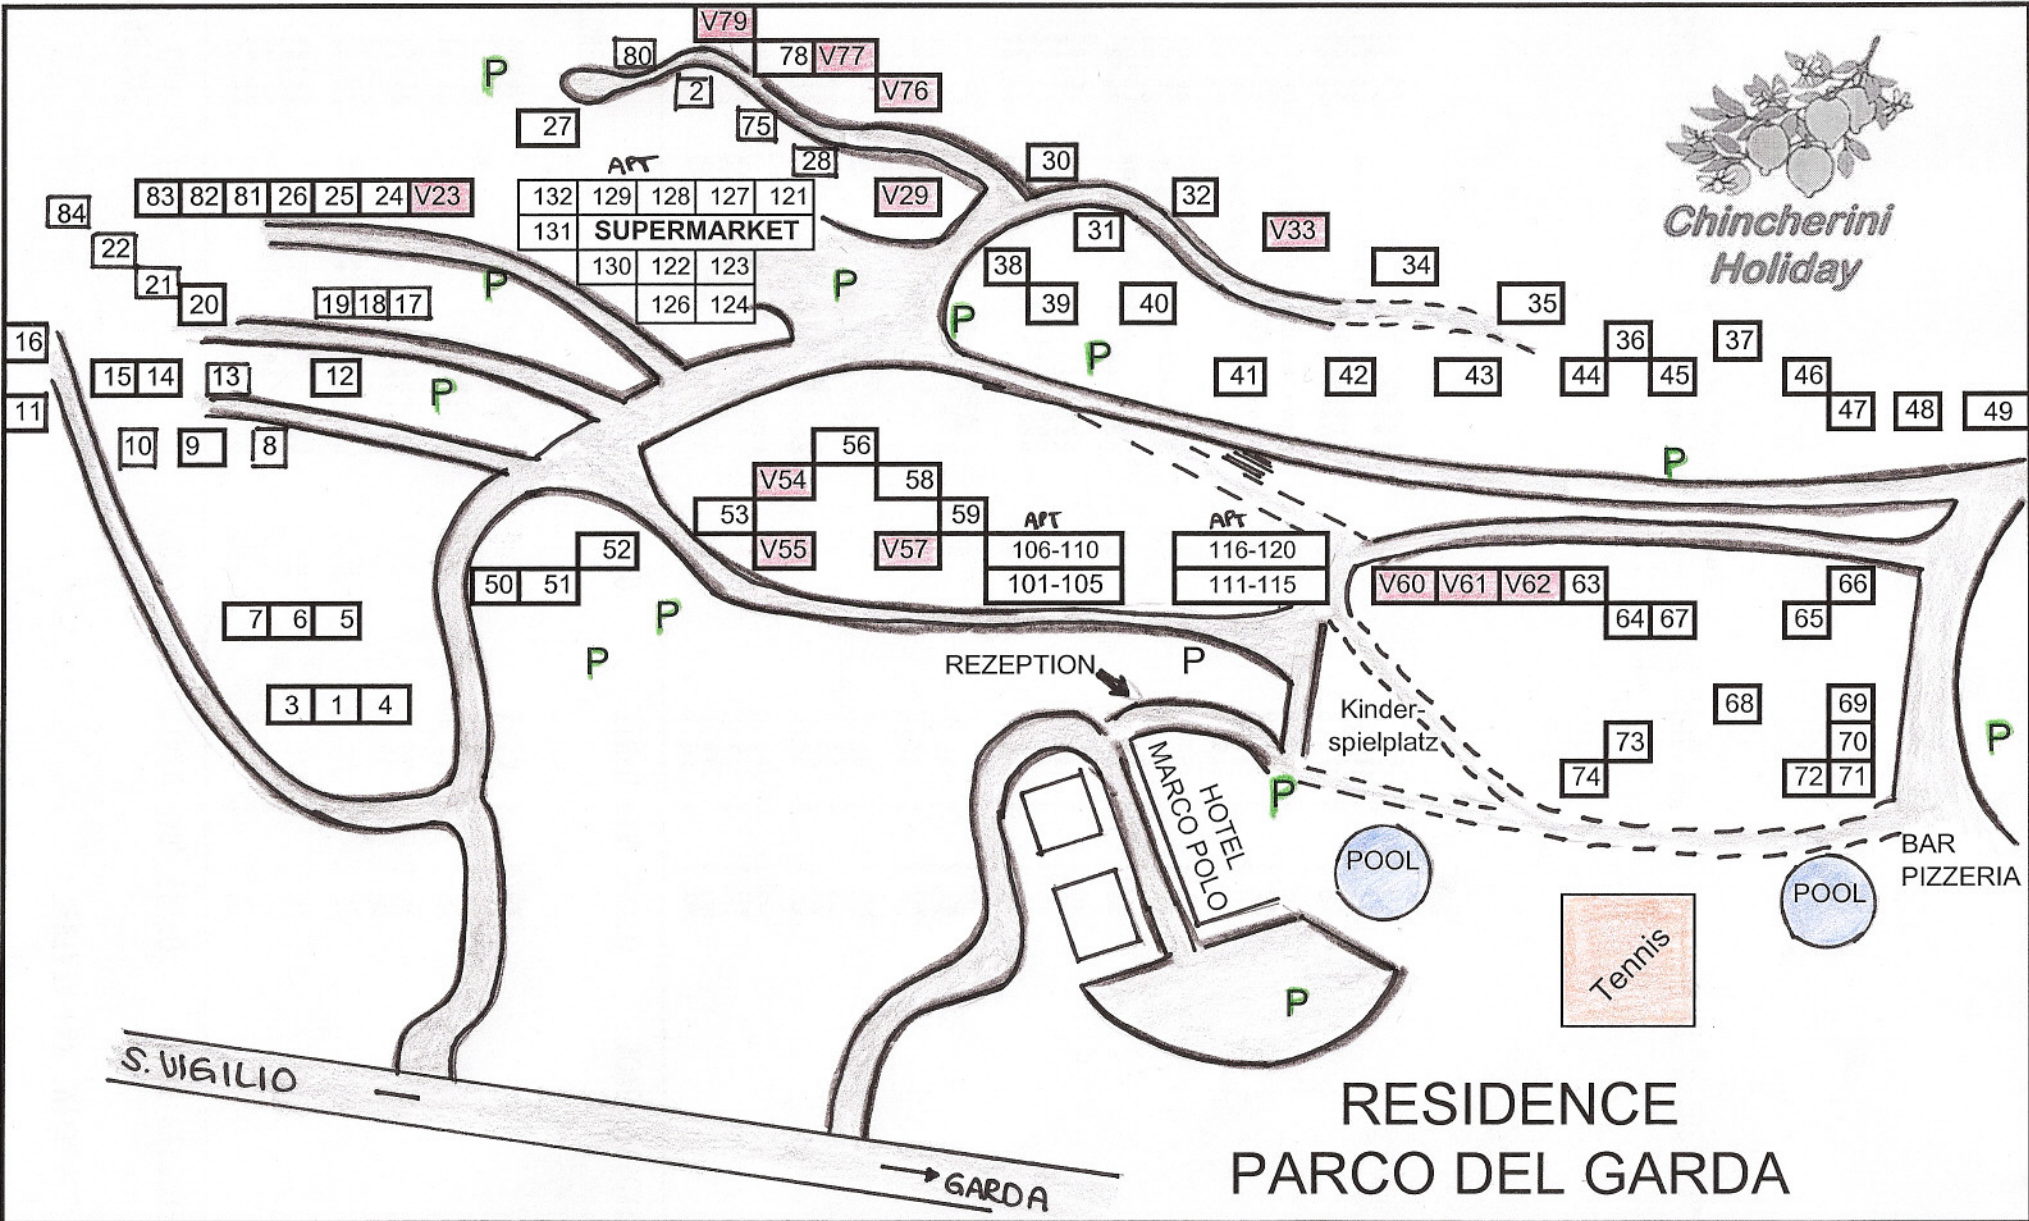 V79
80
78 V77
P
2
V76
27
75
28
30
APT
132 129 128 127 121
131 SUPERMARKET
130 122 123
126 124
V29
32
83 82 81 26 25 24 V23
84
22
21
20
19 18 17
P
P
31
V33
38
34
39
40
35
P
P
36
37
Chincherini
Holiday
16
15 14
13
12
P
11
10
9
8
41
42
43
44
45
46
47
48
49
P
56
V54
58
53
59
V55
V57
APT
106-110
101-105
APT
116-120
111-115
52
50 51
P
P
V60 V61 V62 63
66
64 67
65
7 6 5
3 1 4
REZEPTION
P
Kinder-
spielplatz
68
69
73
70
74
72 71
P
P
HOTEL
MARCO POLO
POOL
BAR
PIZZERIA
POOL
Tennis
P
S. VIGILIO
GARDA
RESIDENCE
PARCO DEL GARDA